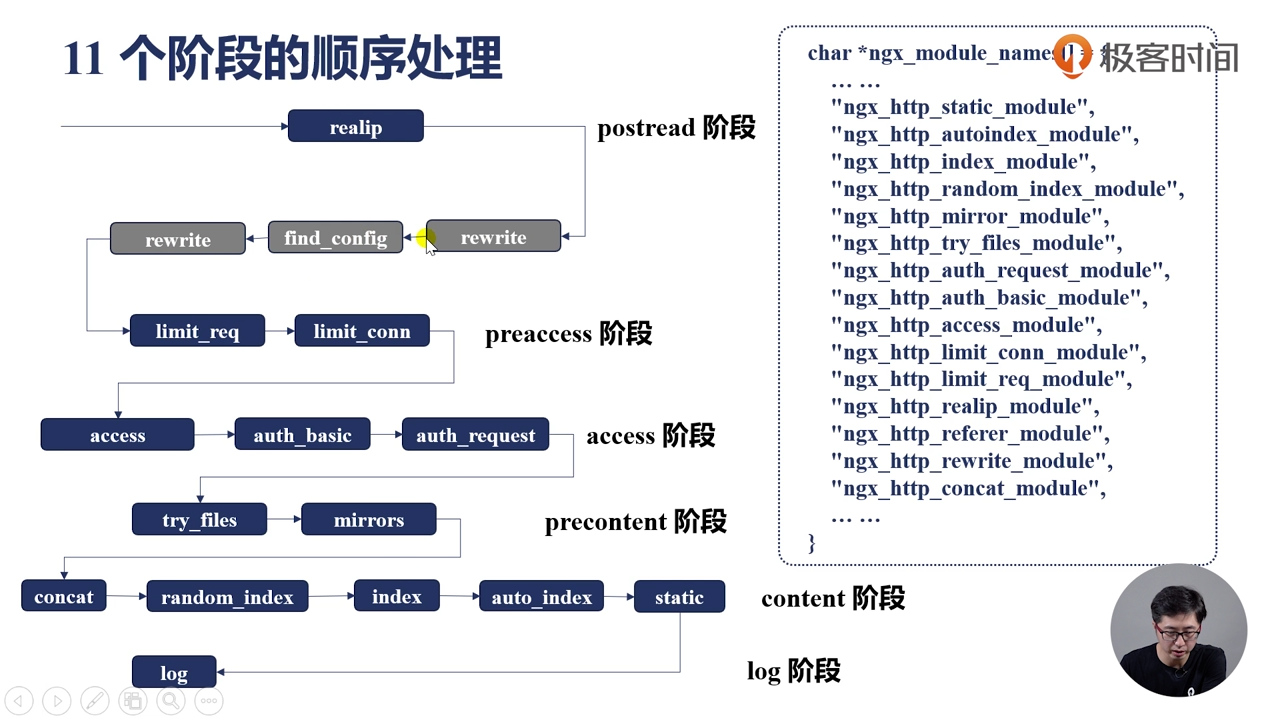 11 个阶段的顺序处理
realip
postread 阶段
rewrite
find_config
rewrite
limit_req
limit_conn
preaccess 阶段
access
auth_basic
auth_request
access 阶段
try_files
mirrors
precontent 阶段
concat
random_index
index
auto_index
static
content 阶段
log
log 阶段
char *ngx_module_names[] =
极客时间
… …
"ngx_http_static_module",
"ngx_http_autoindex_module",
"ngx_http_index_module",
"ngx_http_random_index_module",
"ngx_http_mirror_module",
"ngx_http_try_files_module",
"ngx_http_auth_request_module",
"ngx_http_auth_basic_module",
"ngx_http_access_module",
"ngx_http_limit_conn_module",
"ngx_http_limit_req_module",
"ngx_http_realip_module",
"ngx_http_referer_module",
"ngx_http_rewrite_module",
"ngx_http_concat_module",
… …
}